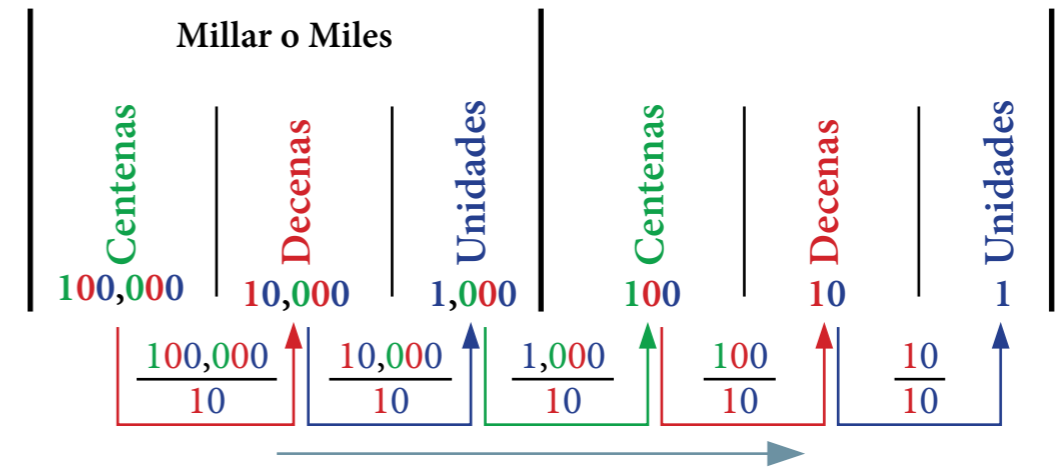 Millar o Miles
Centenas Decenas Unidades Centenas Decenas Unidades
100,000 10,000 1,000 100 10 1
100,000 10,000 1,000 100 10
10 10 10 10 10